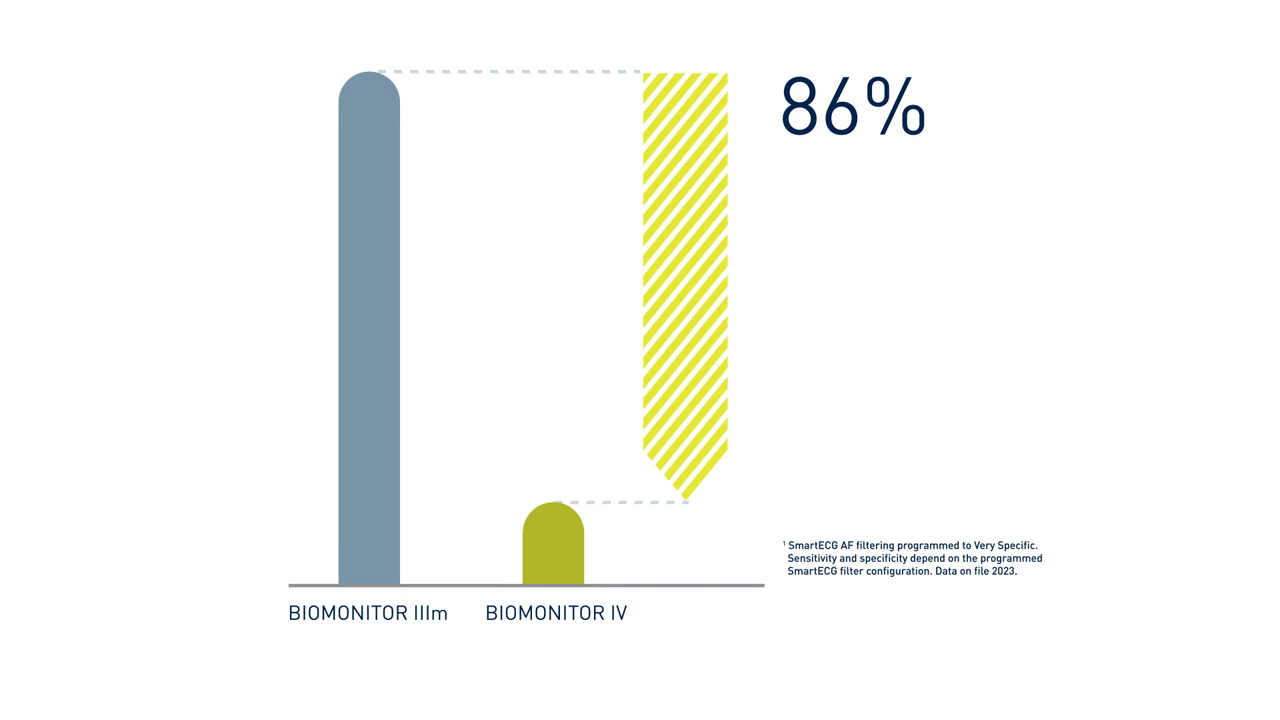 86%
¹ SmartECG AF filtering programmed to Very Specific.
Sensitivity and specificity depend on the programmed
SmartECG filter configuration. Data on file 2023.
BIOMONITOR IIIm BIOMONITOR IV